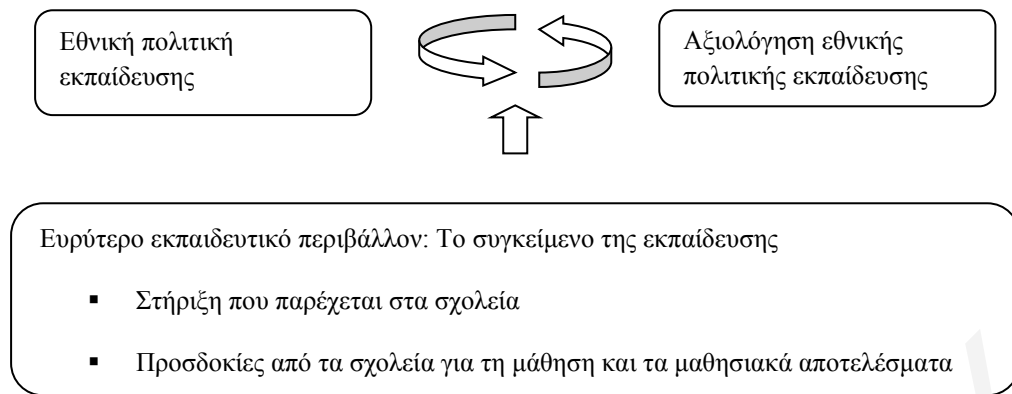 Εθνική πολιτική
εκπαίδευσης
Αξιολόγηση εθνικής
πολιτικής εκπαίδευσης
Ευρύτερο εκπαιδευτικό περιβάλλον: Το συγκείμενο της εκπαίδευσης
▪ Στήριξη που παρέχεται στα σχολεία
▪ Προσδοκίες από τα σχολεία για τη μάθηση και τα μαθησιακά αποτελέσματα